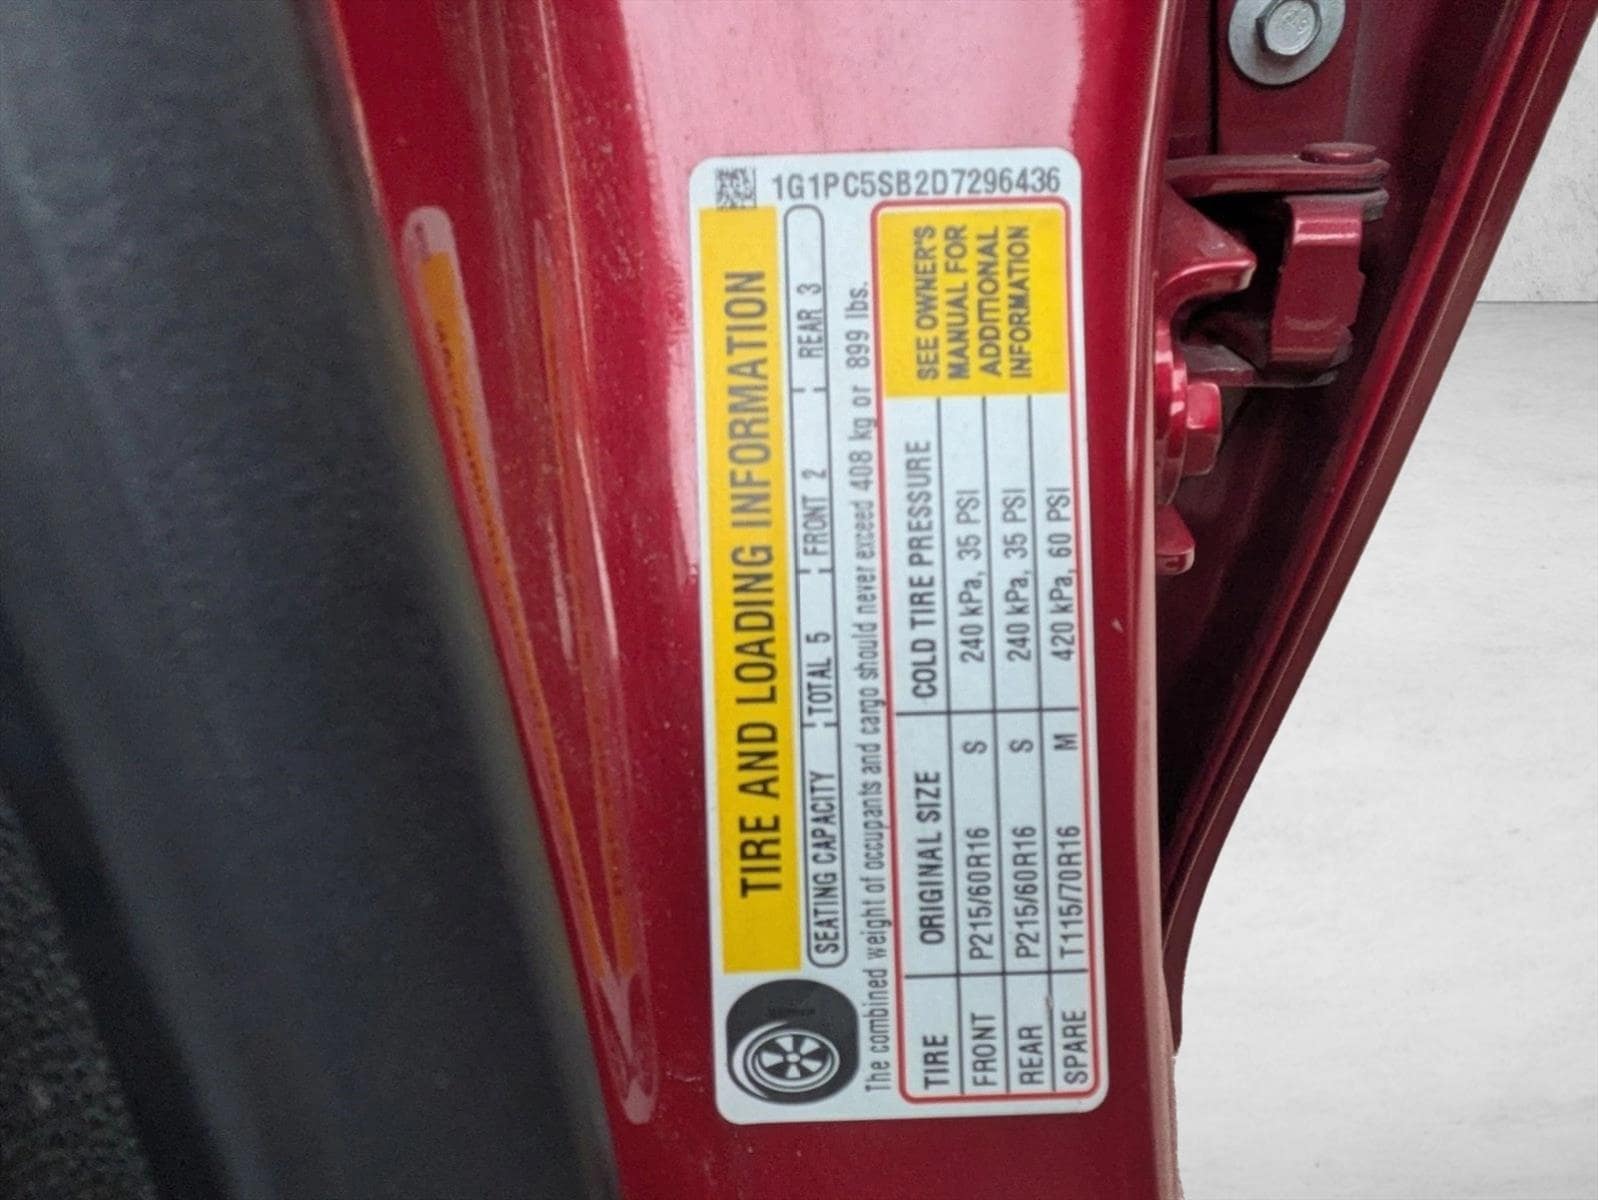 1G1PC5SB2D7296436
TIRE AND LOADING INFORMATION
SEATING CAPACITY TOTAL 5 FRONT 2 REAR 3
The combined weight of occupants and cargo should never exceed 408 kg or 899 lbs.
TIRE ORIGINAL SIZE COLD TIRE PRESSURE
FRONT P215/60R16 S 240 kPa, 35 PSI
REAR P215/60R16 S 240 kPa, 35 PSI
SPARE T115/70R16 M 420 kPa, 60 PSI
SEE OWNER'S
MANUAL FOR
ADDITIONAL
INFORMATION